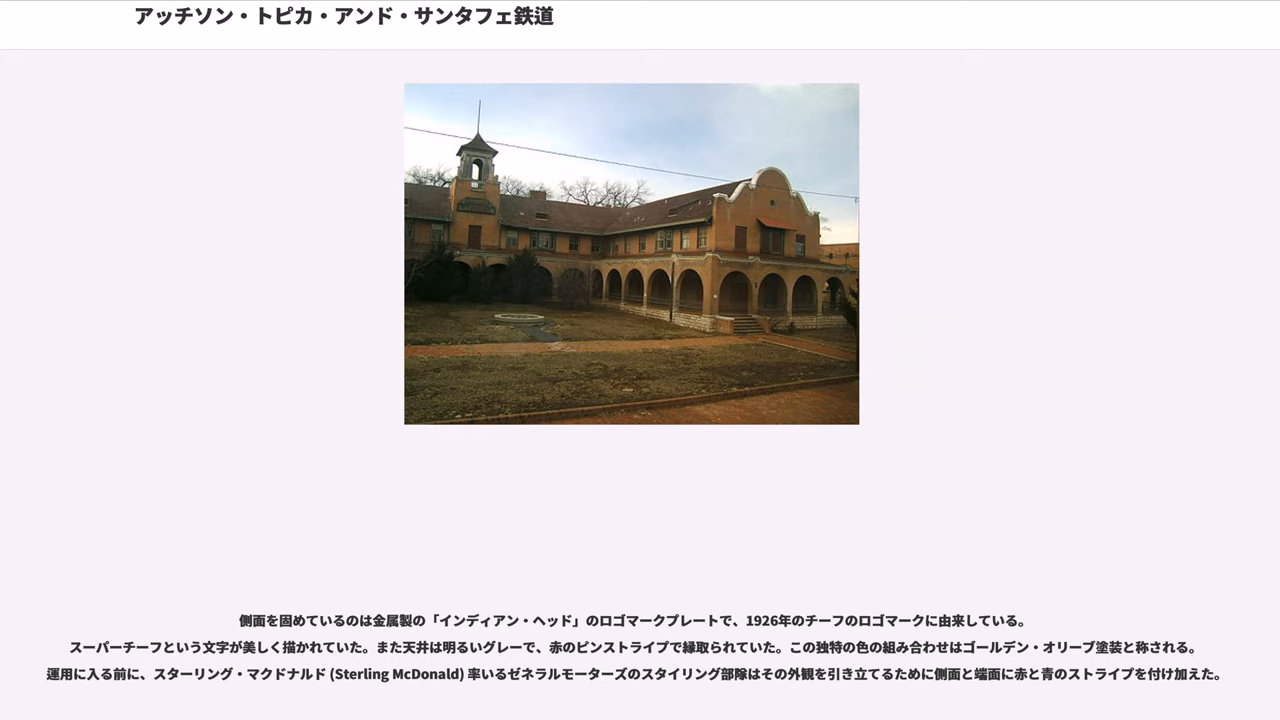 アッチソン・トピカ・アンド・サンタフェ鉄道
側面を固めているのは金属製の「インディアン・ヘッド」のロゴマークプレートで、1926年のチーフのロゴマークに由来している。
スーパーチーフという文字が美しく描かれていた。また天井は明るいグレーで、赤のピンストライプで縁取られていた。この独特の色の組み合わせはゴールデン・オリーブ塗装と称される。
運用に入る前に、スターリング・マクドナルド (Sterling McDonald) 率いるゼネラルモーターズのスタイリング部隊はその外観を引き立てるために側面と端面に赤と青のストライプを付け加えた。